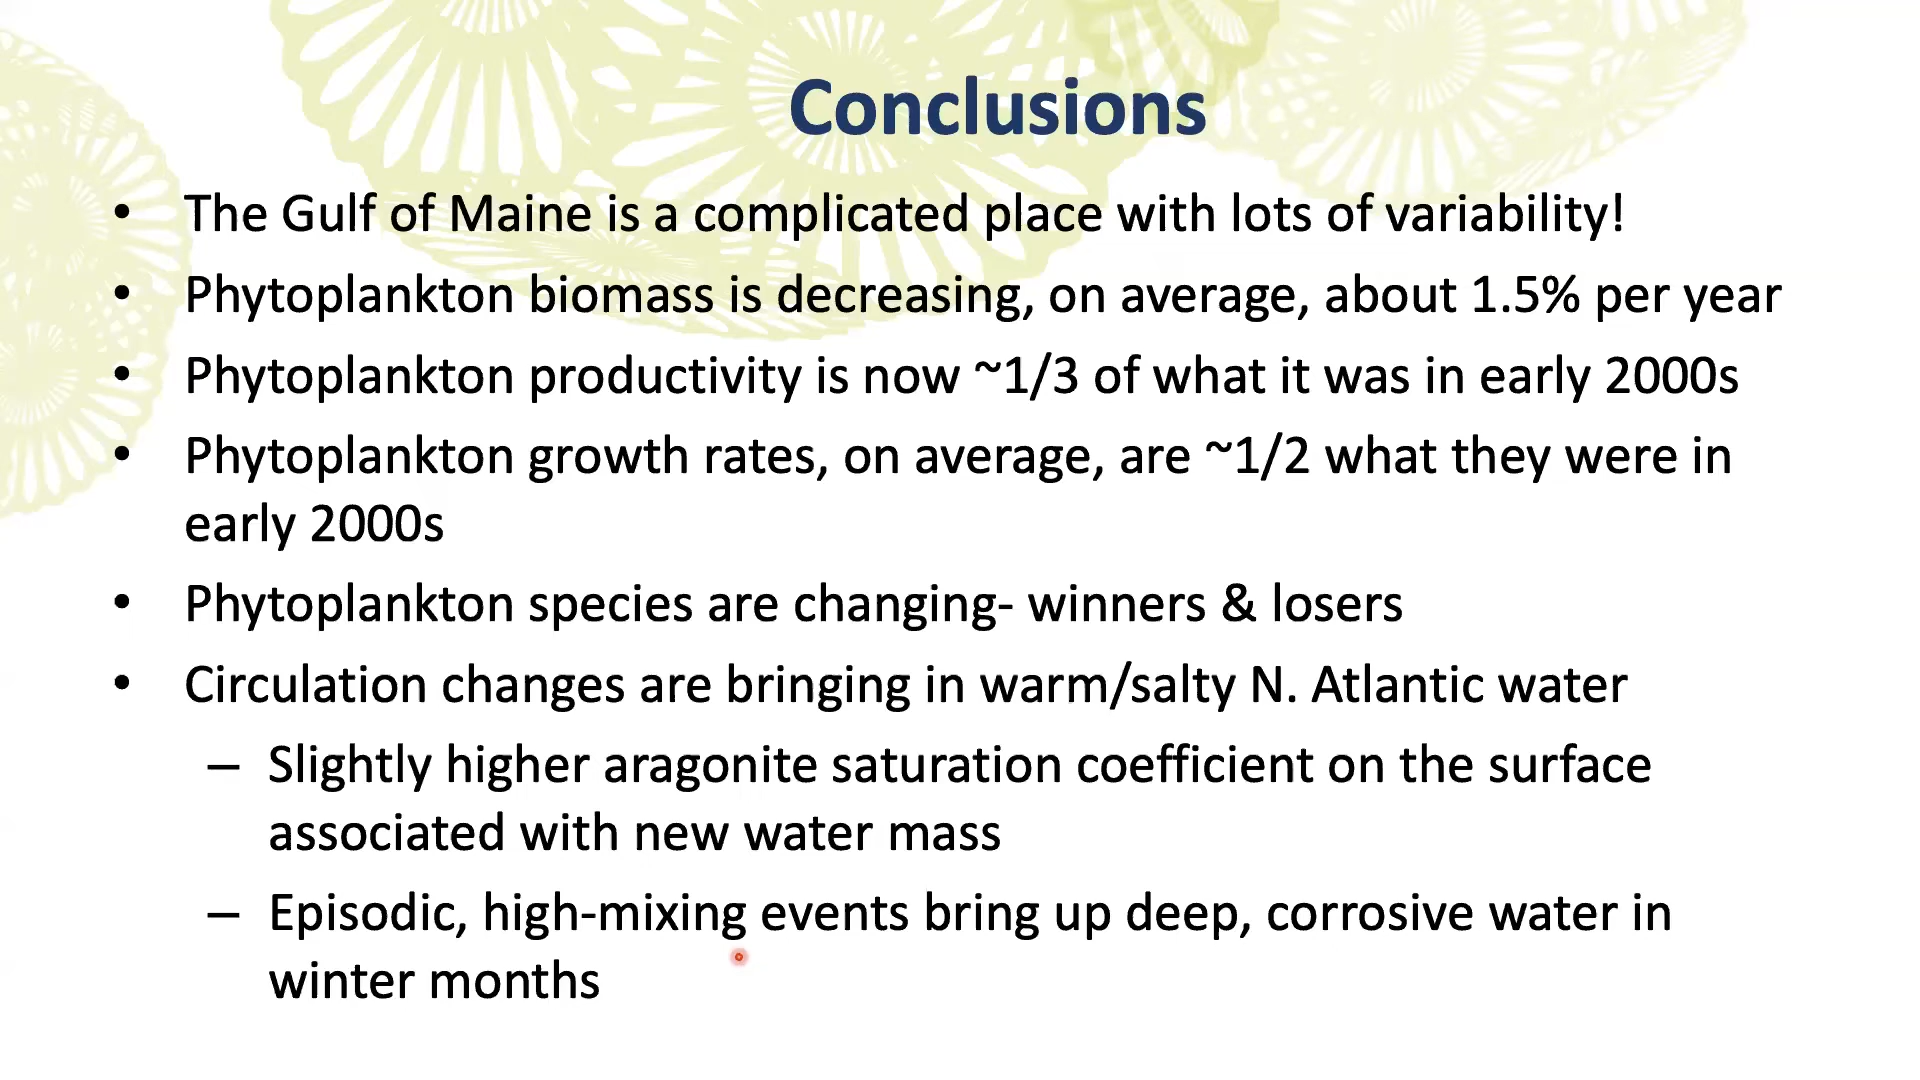 Conclusions
• The Gulf of Maine is a complicated place with lots of variability!
• Phytoplankton biomass is decreasing, on average, about 1.5% per year
• Phytoplankton productivity is now ~1/3 of what it was in early 2000s
• Phytoplankton growth rates, on average, are ~1/2 what they were in
early 2000s
• Phytoplankton species are changing- winners & losers
• Circulation changes are bringing in warm/salty N. Atlantic water
– Slightly higher aragonite saturation coefficient on the surface
associated with new water mass
– Episodic, high-mixing events bring up deep, corrosive water in
winter months